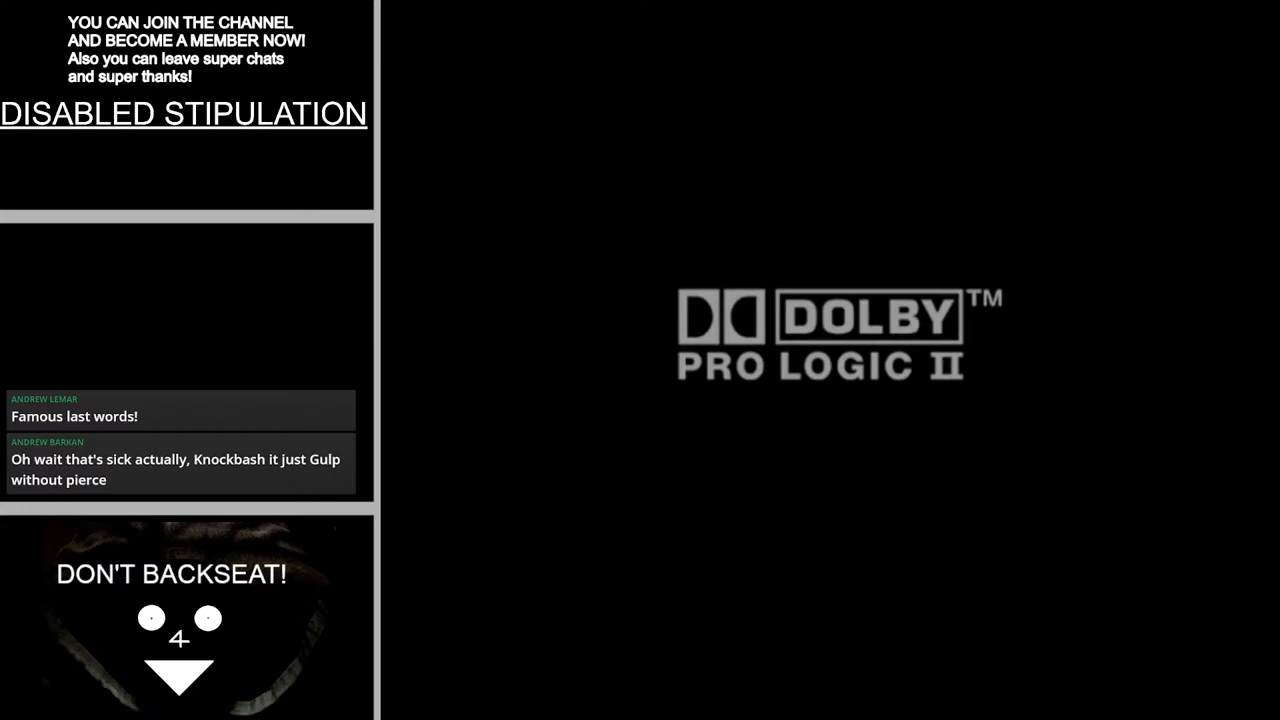 YOU CAN JOIN THE CHANNEL
AND BECOME A MEMBER NOW!
Also you can leave super chats
and super thanks!
DISABLED STIPULATION
ANDREW LEMAR
Famous last words!
ANDREW BARKAN
Oh wait that's sick actually, Knockbash it just Gulp
without pierce
DON'T BACKSEAT!
4
DOLBY™
PRO LOGIC II